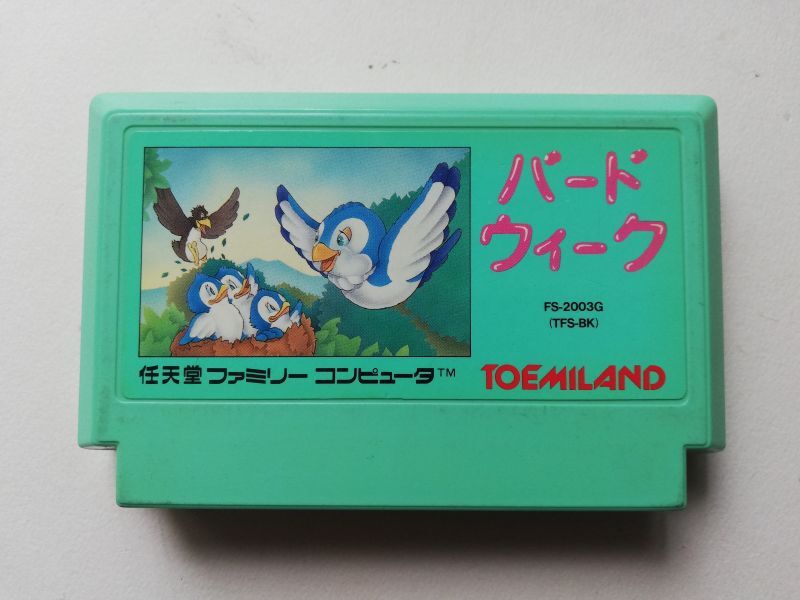 バード
ウィーク
FS-2003G
(TFS-BK)
任天堂 ファミリー コンピュータ™
TOEMILAND